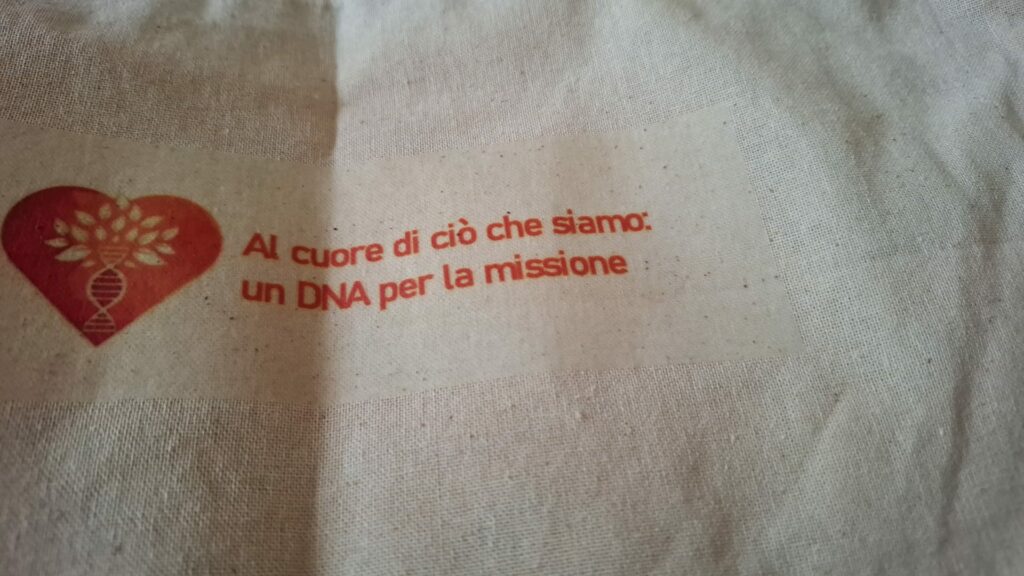 Al cuore di ciò che siamo:
un DNA per la missione